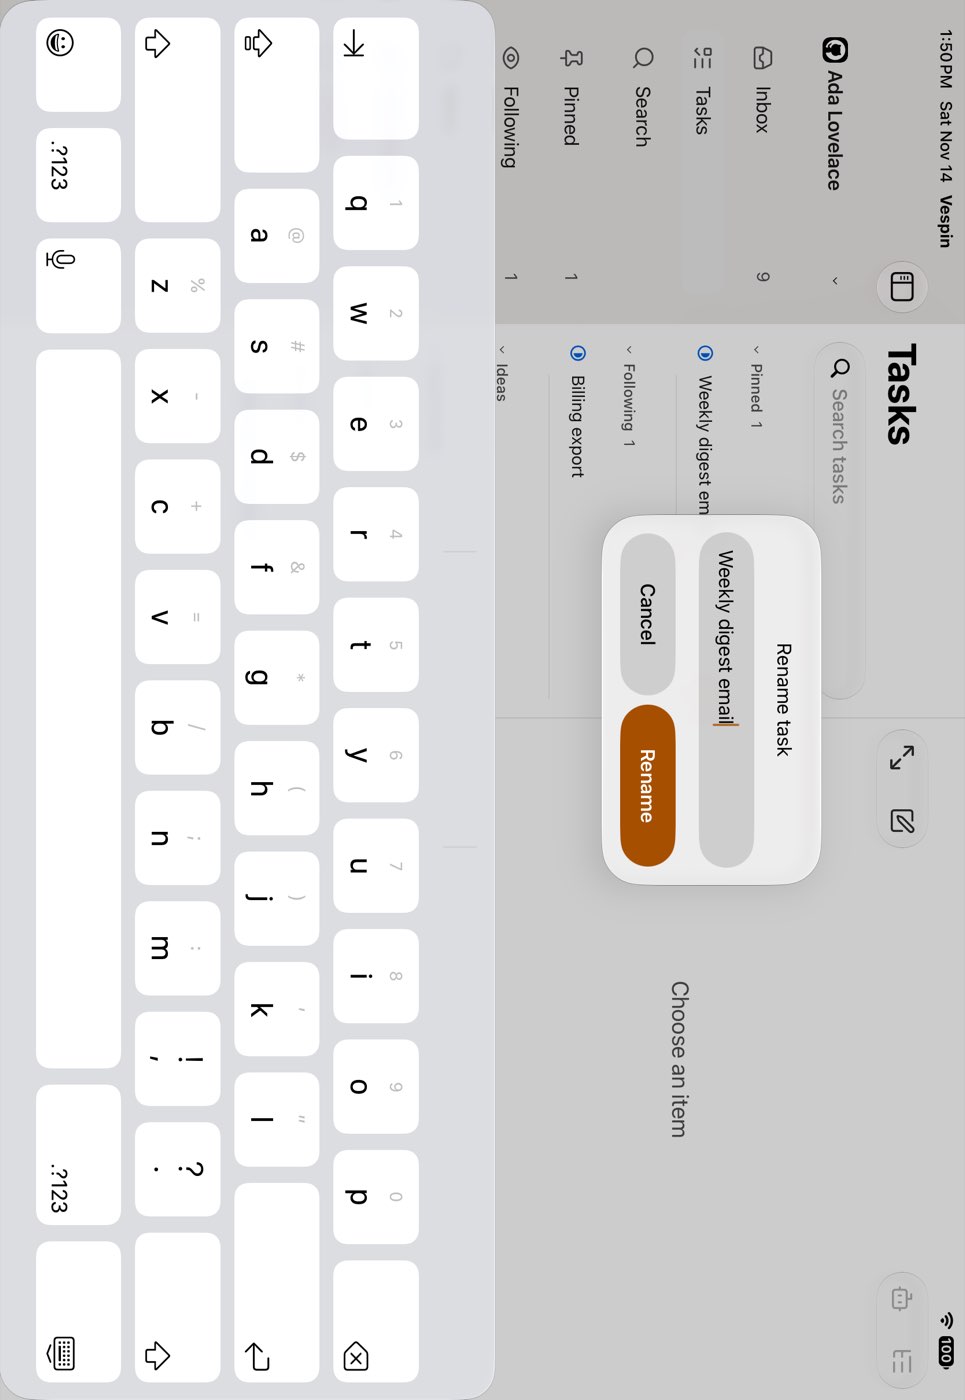 1:50 PM Sat Nov 14 Vespin
100
Tasks
Ada Lovelace
Search tasks
Inbox 9
Tasks
Search
Pinned 1
Following 1
Pinned 1
Weekly digest em
Following 1
Billing export
Ideas
Rename task
Weekly digest email
Cancel
Rename
Choose an item
1 2 3 4 5 6 7 8 9 0
q w e r t y u i o p
@ # $ & * ( ) ' "
a s d f g h j k l
% - + = / ; : ! ?
z x c v b n m , .
.?123 .?123